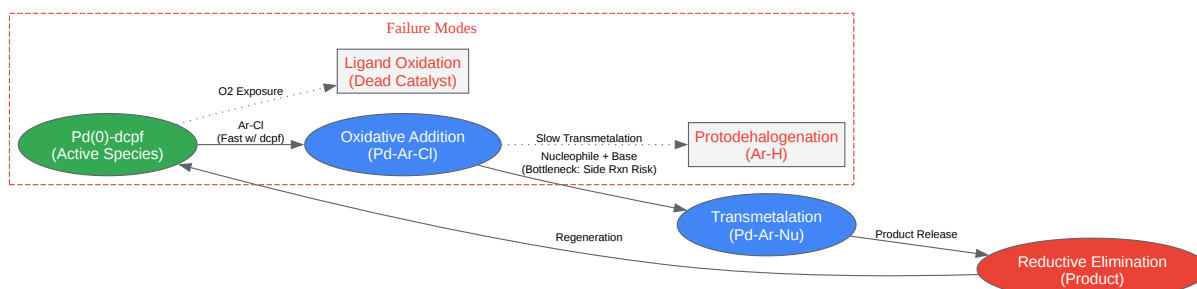 Failure Modes
Ligand Oxidation
(Dead Catalyst)
O2 Exposure
Pd(0)-dcpf
(Active Species)
Ar-Cl
(Fast w/ dcpf)
Oxidative Addition
(Pd-Ar-Cl)
Slow Transmetalation
Protodehalogenation
(Ar-H)
Nucleophile + Base
(Bottleneck: Side Rxn Risk)
Transmetalation
(Pd-Ar-Nu)
Product Release
Regeneration
Reductive Elimination
(Product)